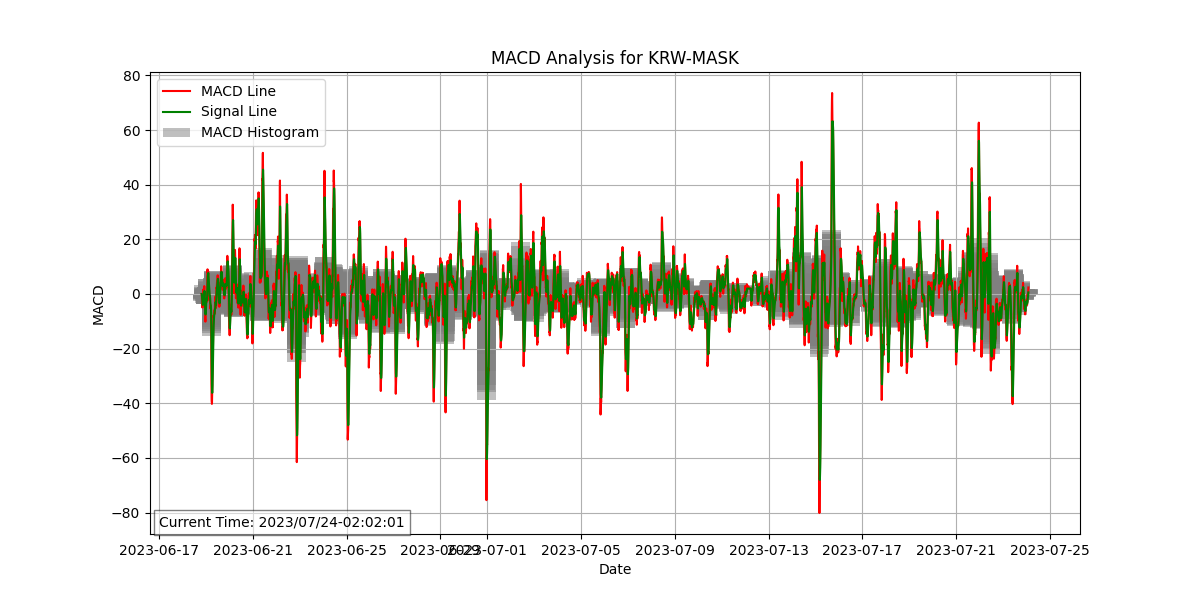 MACD Analysis for KRW-MASK
MACD Line
Signal Line
MACD Histogram
80
60
40
20
0
−20
−40
−60
−80
MACD
Current Time: 2023/07/24-02:02:01
2023-06-17 2023-06-21 2023-06-25 2023-06-29 2023-07-01 2023-07-05 2023-07-09 2023-07-13 2023-07-17 2023-07-21 2023-07-25
Date